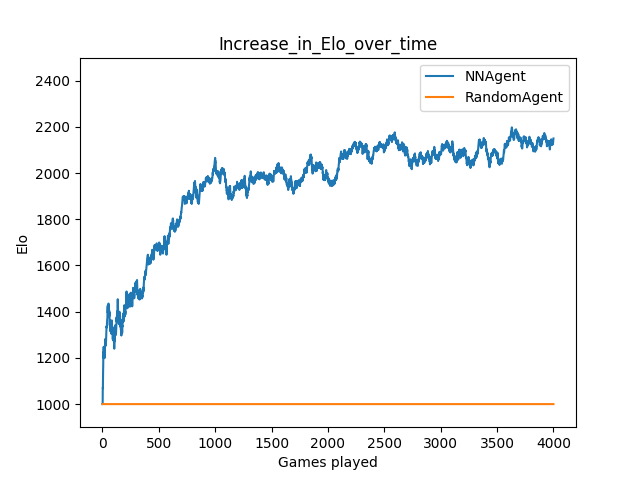 Increase_in_Elo_over_time
NNAgent
RandomAgent
2400
2200
2000
1800
1600
1400
1200
1000
Elo
0 500 1000 1500 2000 2500 3000 3500 4000
Games played